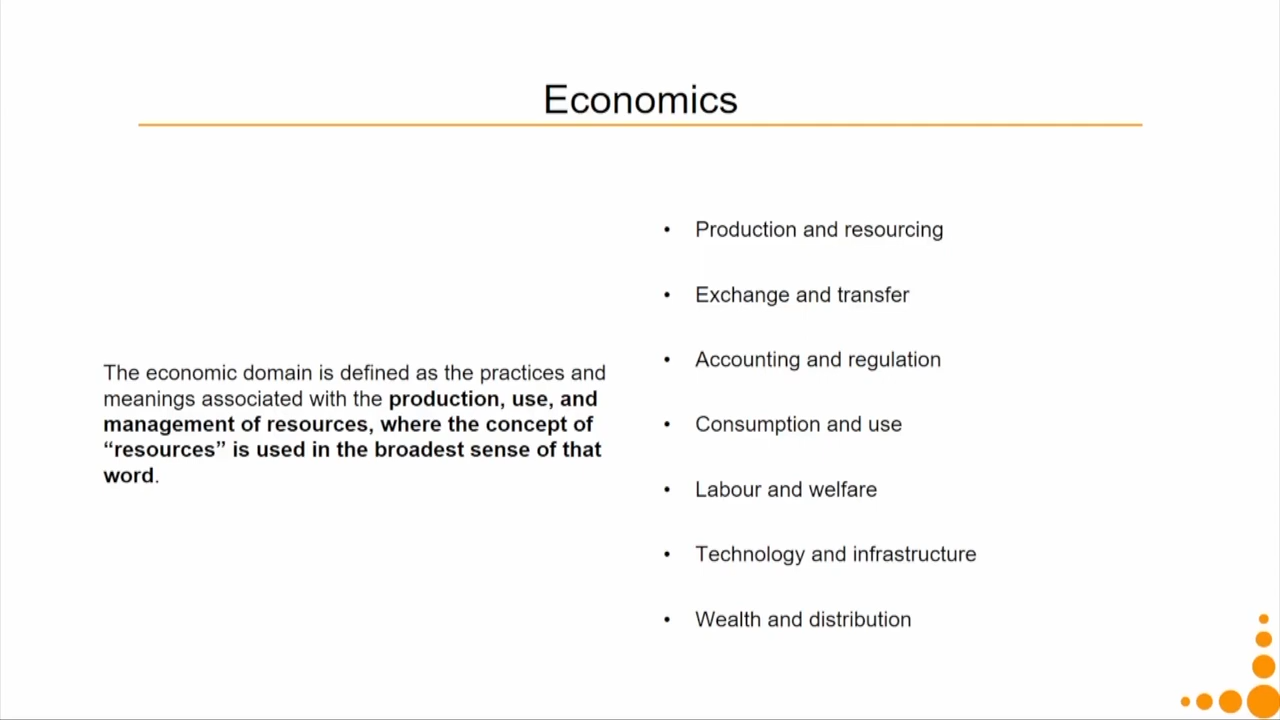 Economics
The economic domain is defined as the practices and
meanings associated with the production, use, and
management of resources, where the concept of
“resources” is used in the broadest sense of that
word.
• Production and resourcing
• Exchange and transfer
• Accounting and regulation
• Consumption and use
• Labour and welfare
• Technology and infrastructure
• Wealth and distribution